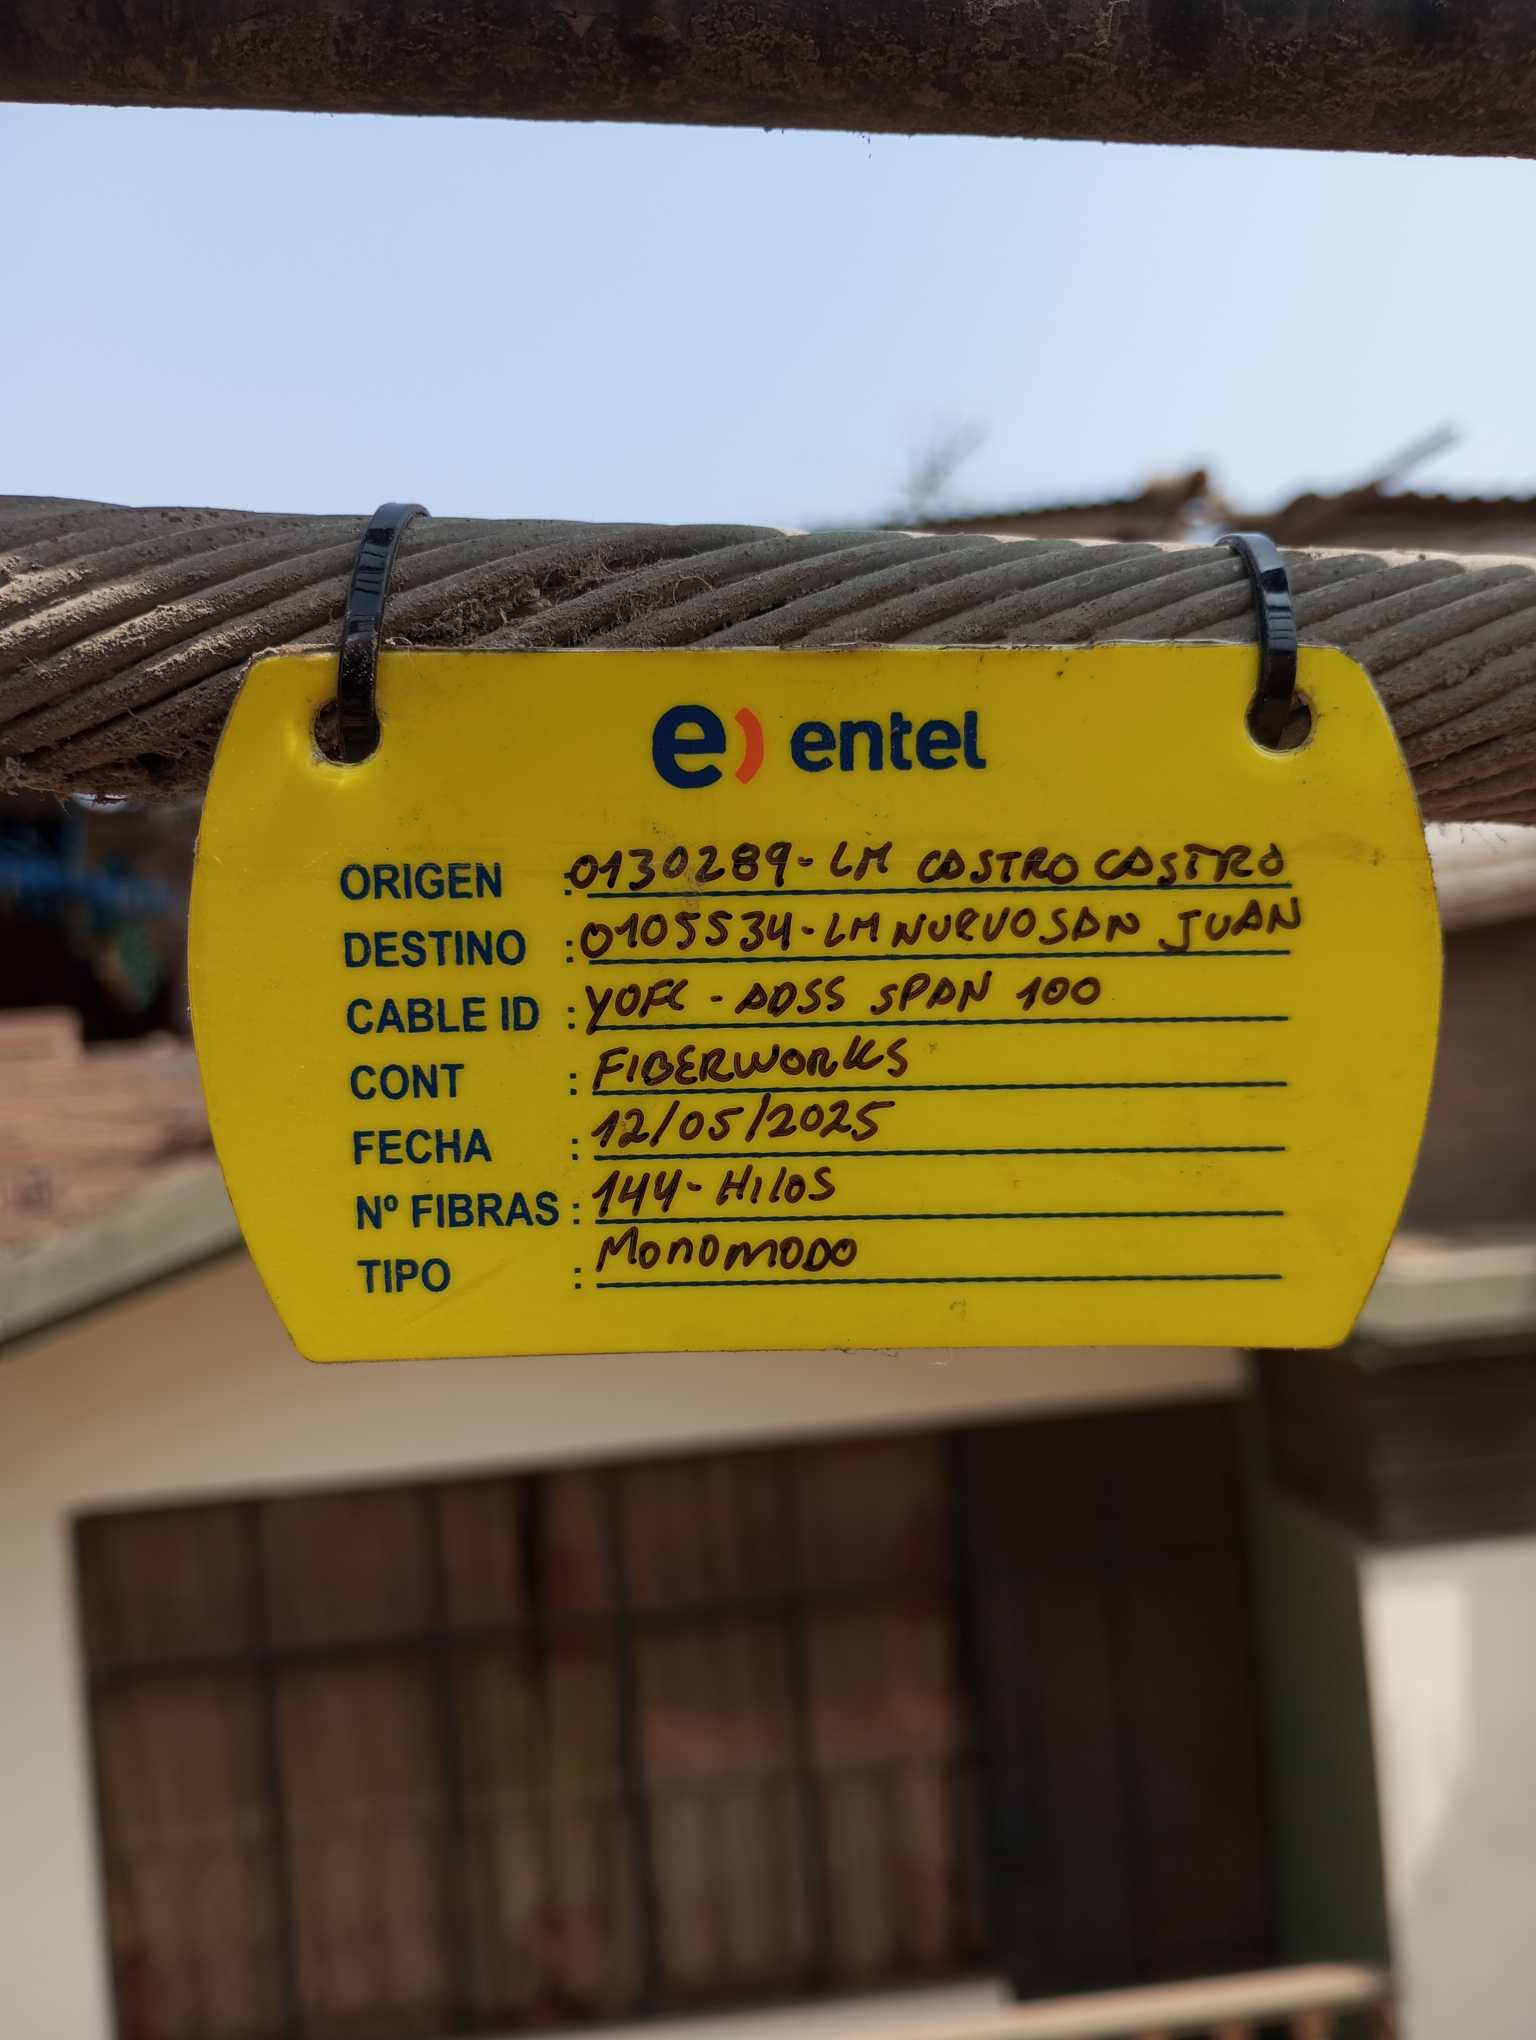 e) entel
ORIGEN : 0130289-LM CASTRO CASTRO
DESTINO : 0105534-LM NUEVO SAN JUAN
CABLE ID : YOFC - ADSS SPAN 100
CONT : FIBERWORKS
FECHA : 12/05/2025
Nº FIBRAS : 144-HILOS
TIPO : MONOMODO